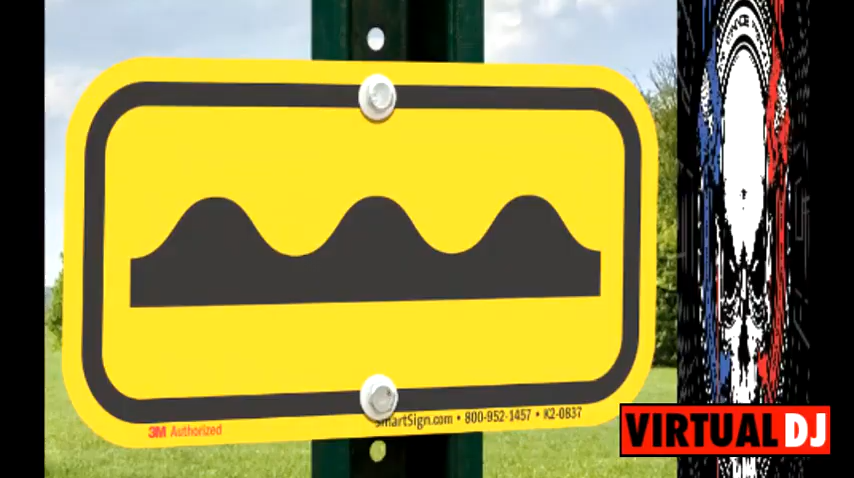 3M Authorized
SmartSign.com • 800-952-1457 • K2-0837
VIRTUAL DJ